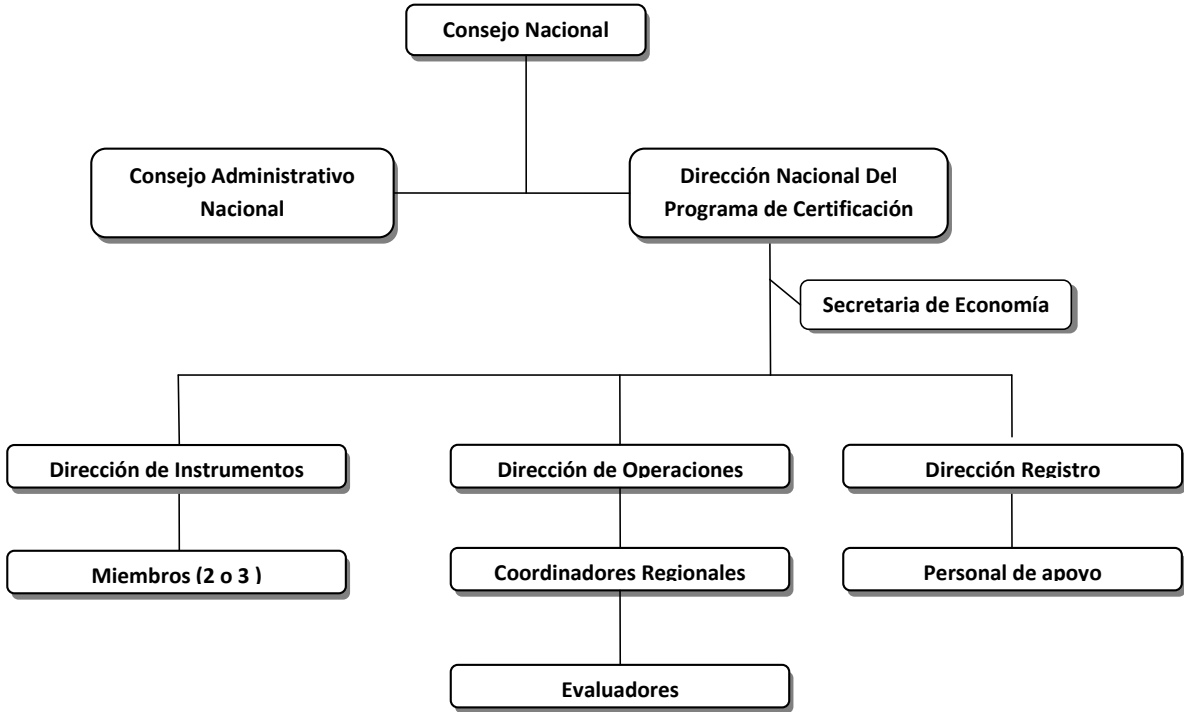 Consejo Nacional
Consejo Administrativo
Nacional
Dirección Nacional Del
Programa de Certificación
Secretaria de Economía
Dirección de Instrumentos
Dirección de Operaciones
Dirección Registro
Miembros (2 o 3 )
Coordinadores Regionales
Personal de apoyo
Evaluadores